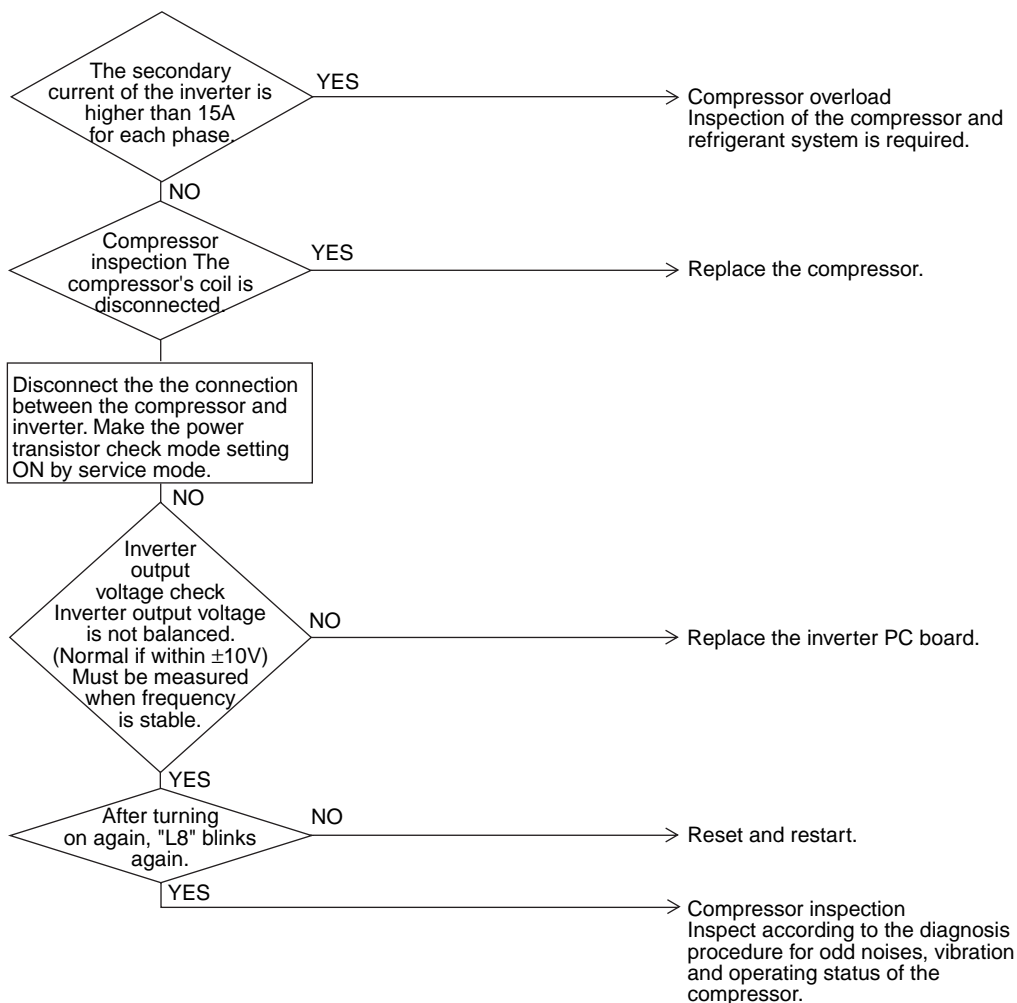 The secondary
current of the inverter is
higher than 15A
for each phase.
YES
Compressor overload
Inspection of the compressor and
refrigerant system is required.
NO
Compressor
inspection The
compressor's coil is
disconnected.
YES
Replace the compressor.
Disconnect the the connection
between the compressor and
inverter. Make the power
transistor check mode setting
ON by service mode.
NO
Inverter
output
voltage check
Inverter output voltage
is not balanced.
(Normal if within ±10V)
Must be measured
when frequency
is stable.
NO
Replace the inverter PC board.
YES
After turning
on again, "L8" blinks
again.
NO
Reset and restart.
YES
Compressor inspection
Inspect according to the diagnosis
procedure for odd noises, vibration
and operating status of the
compressor.